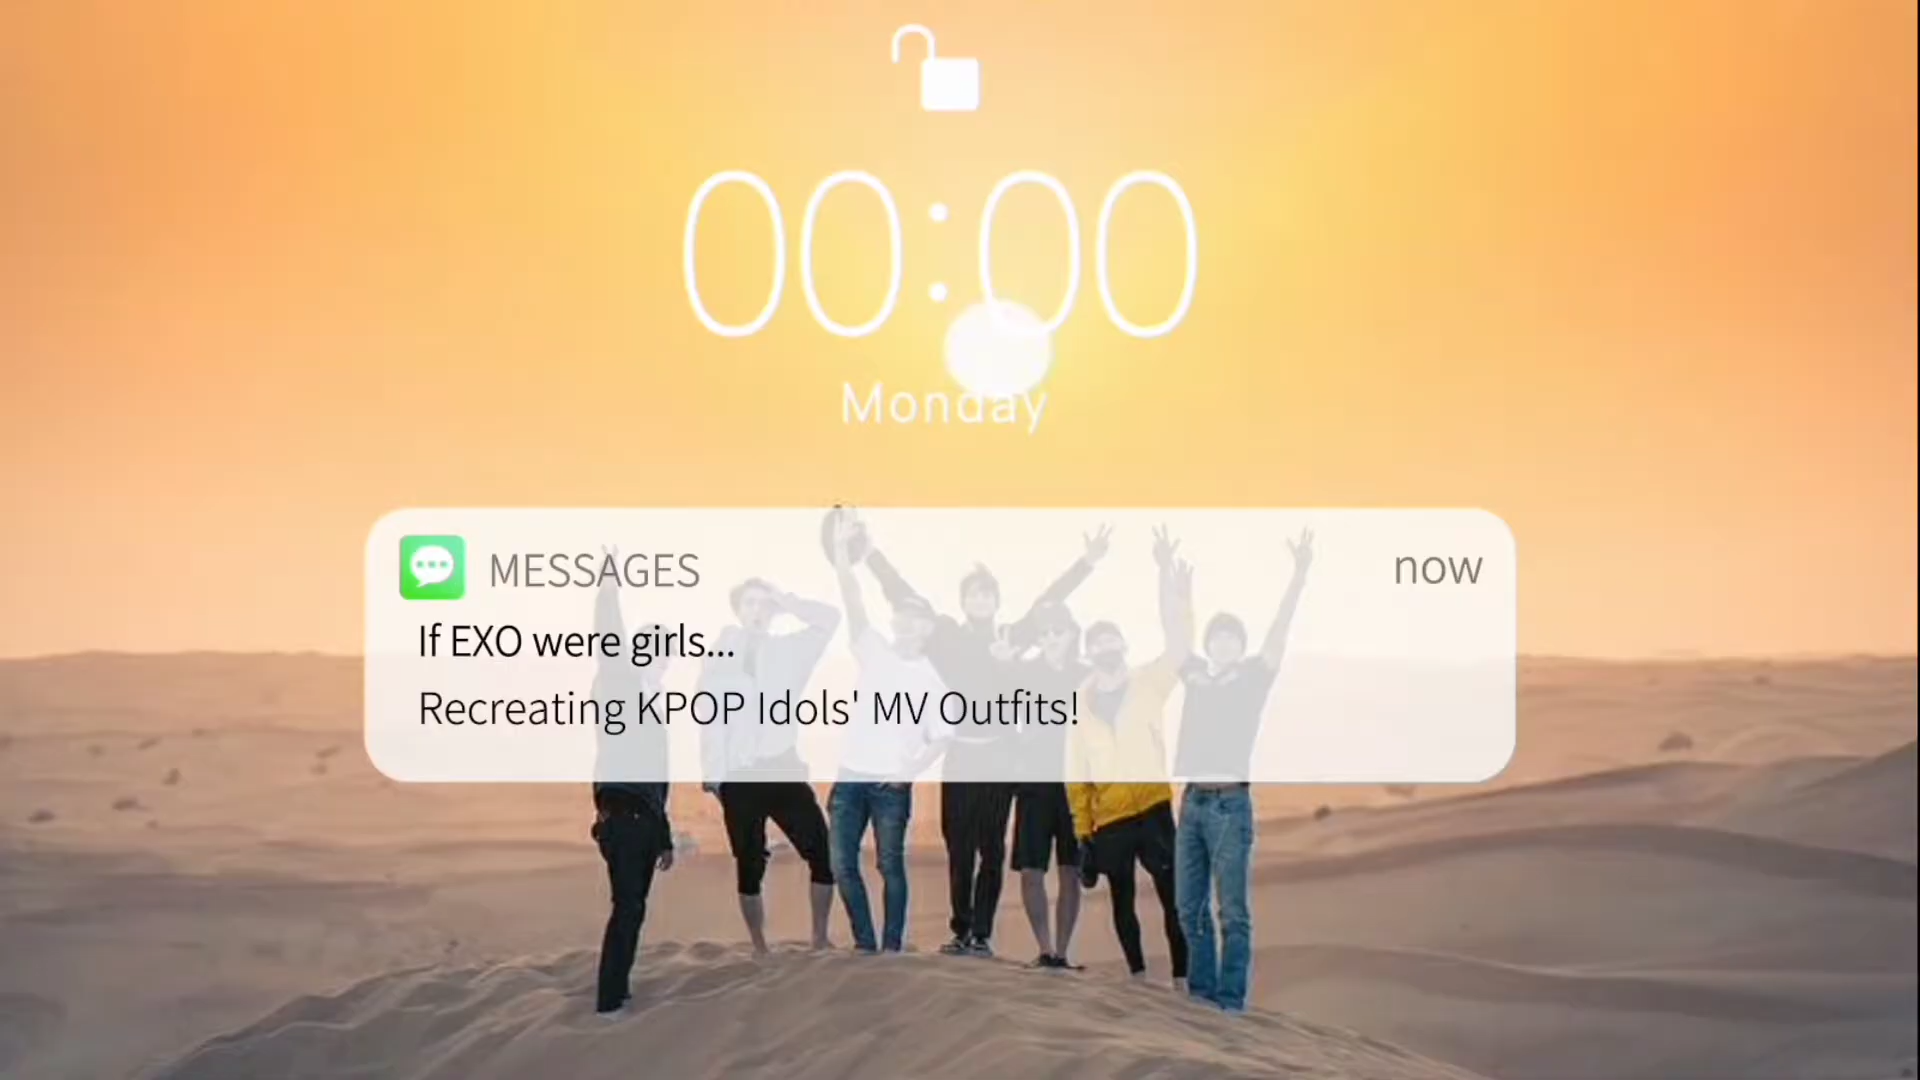 00:00
Monday
MESSAGES
now
If EXO were girls...
Recreating KPOP Idols' MV Outfits!